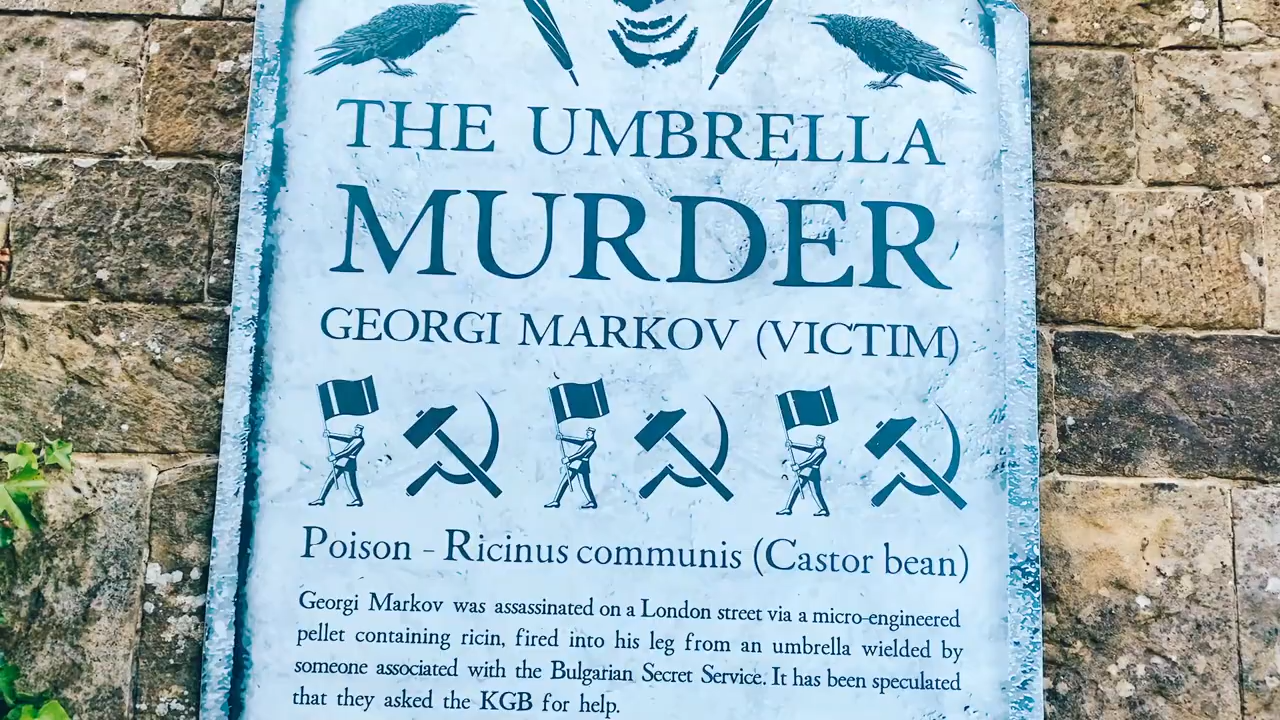 THE UMBRELLA
MURDER
GEORGI MARKOV (VICTIM)
Poison - Ricinus communis (Castor bean)
Georgi Markov was assassinated on a London street via a micro-engineered
pellet containing ricin, fired into his leg from an umbrella wielded by
someone associated with the Bulgarian Secret Service. It has been speculated
that they asked the KGB for help.